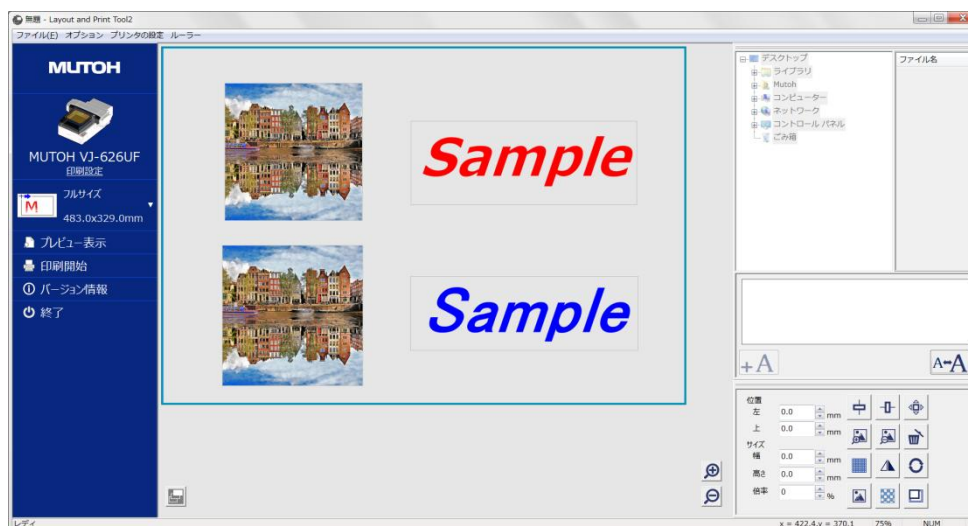 無題 - Layout and Print Tool2
ファイル(F) オプション プリンタの設定 ルーラー
MUTOH
MUTOH VJ-626UF
印刷設定
M
フルサイズ
483.0x329.0mm
プレビュー表示
印刷開始
バージョン情報
終了
Sample
Sample
デスクトップ
ライブラリ
Mutoh
コンピューター
ネットワーク
コントロール パネル
ごみ箱
ファイル名
+A
A↔A
位置
左 0.0 mm
上 0.0 mm
サイズ
幅 0.0 mm
高さ 0.0 mm
倍率 0 %
レディ
x = 422.4,y = 370.1 75% NUM